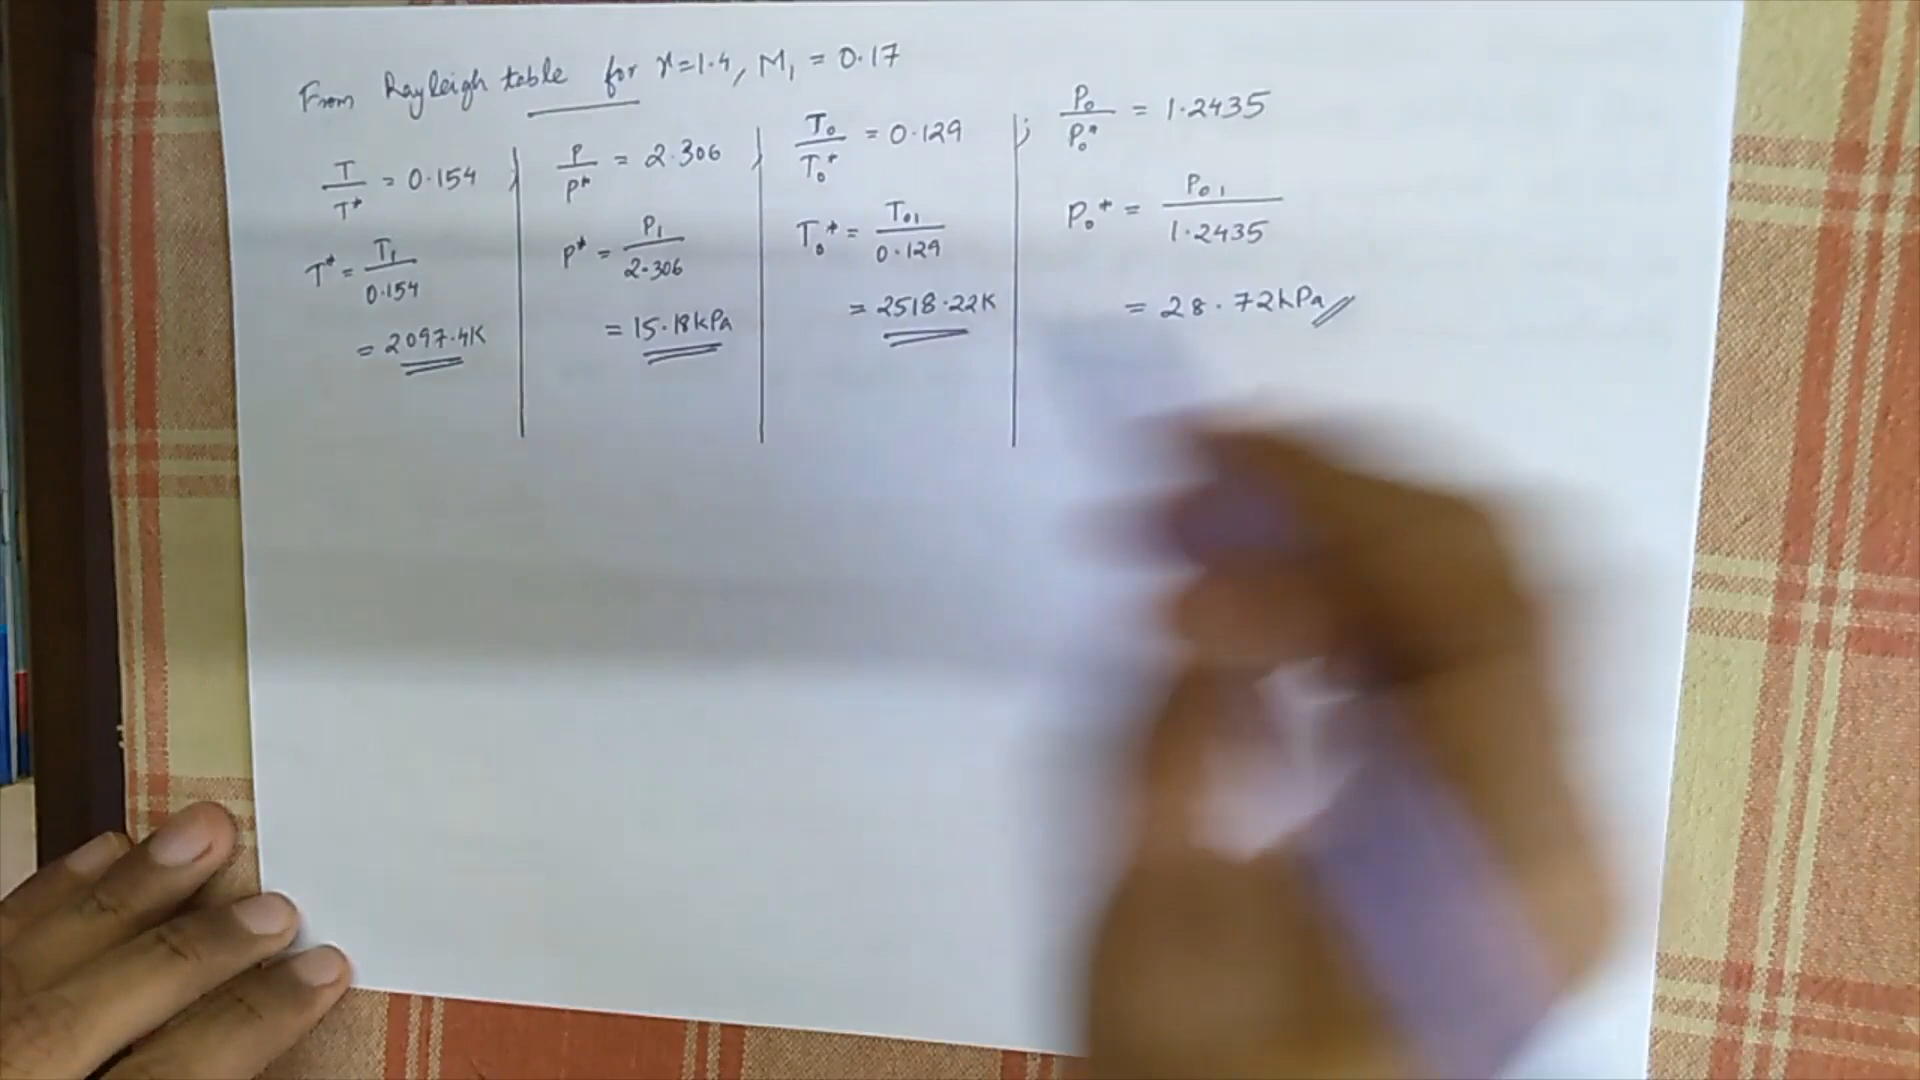 From Rayleigh table for γ=1.4, M₁ = 0.17
T/T* = 0.154 ;
T* = T₁/0.154
= 2097.4K
P/P* = 2.306 ;
P* = P₁/2.306
= 15.18kPa
T₀/T₀* = 0.129
T₀* = T₀₁/0.129
= 2518.22K
; P₀/P₀* = 1.2435
P₀* = P₀₁/1.2435
= 28.72kPa